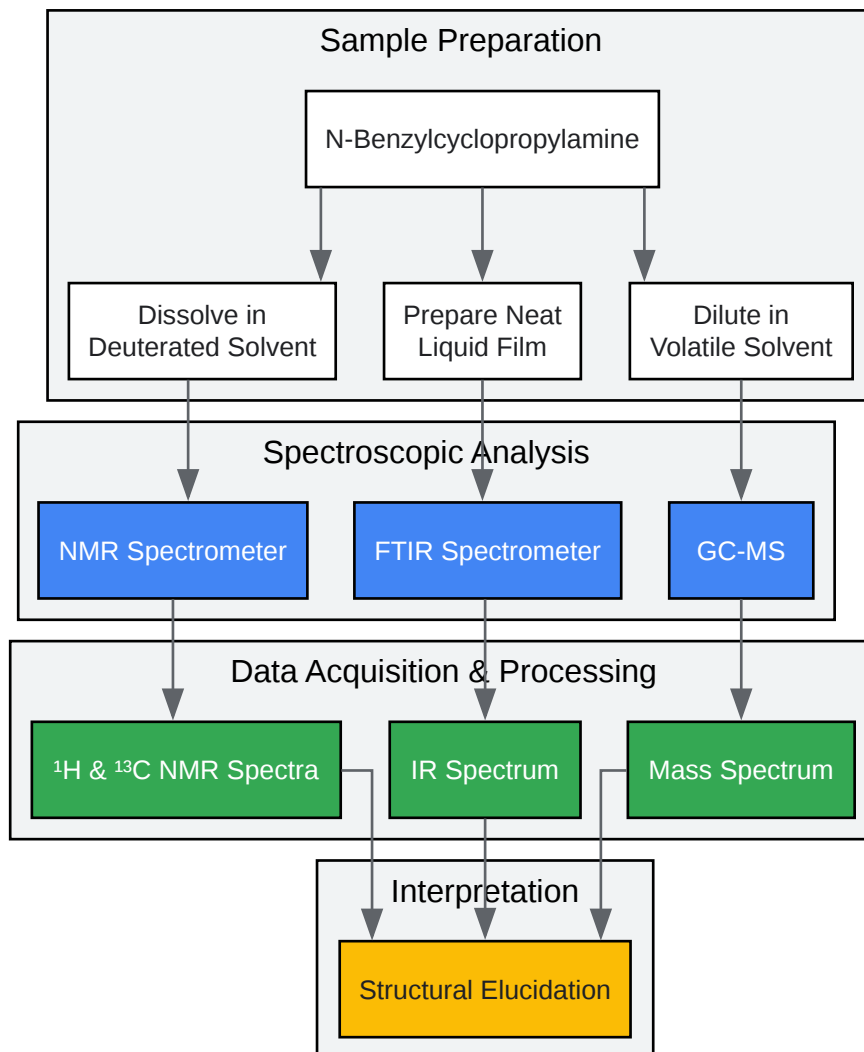 Sample Preparation
N-Benzylcyclopropylamine
Dissolve in
Deuterated Solvent
Prepare Neat
Liquid Film
Dilute in
Volatile Solvent
Spectroscopic Analysis
NMR Spectrometer
FTIR Spectrometer
GC-MS
Data Acquisition & Processing
¹H & ¹³C NMR Spectra
IR Spectrum
Mass Spectrum
Interpretation
Structural Elucidation